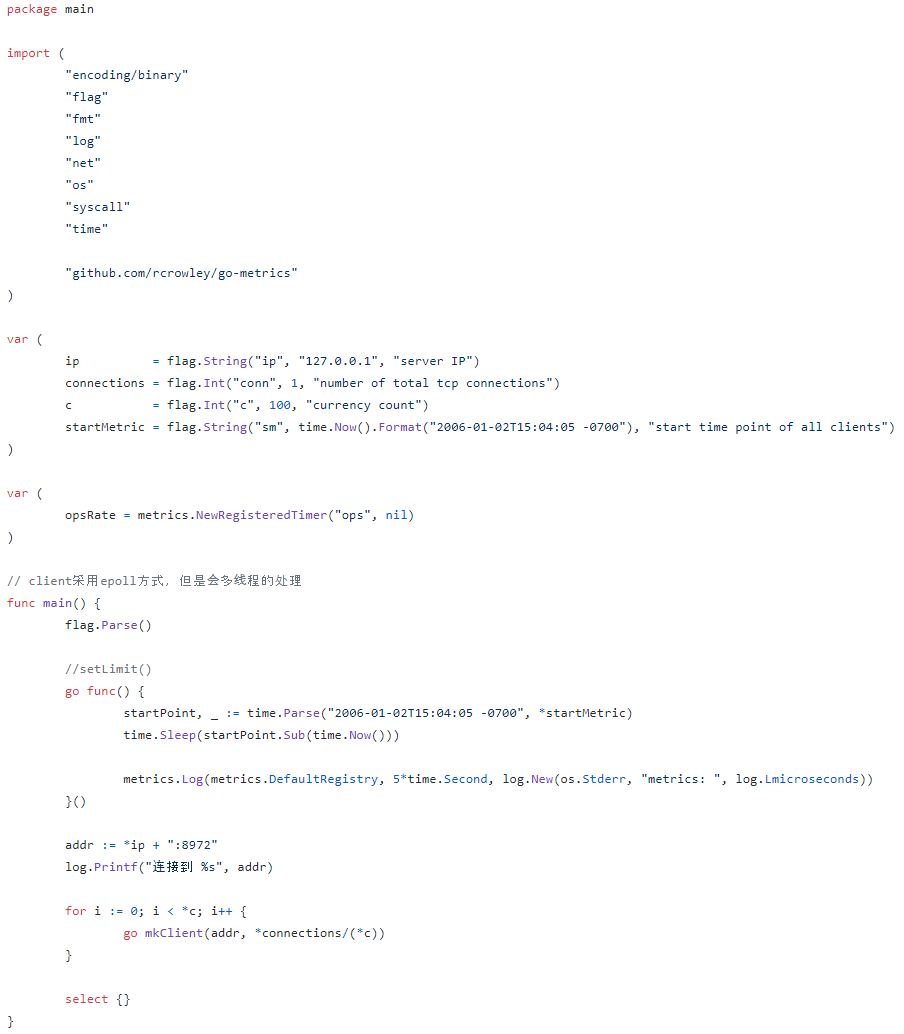 package main
import (
"encoding/binary"
"flag"
"fmt"
"log"
"net"
"os"
"syscall"
"time"
"github.com/rcrowley/go-metrics"
)
var (
ip          = flag.String("ip", "127.0.0.1", "server IP")
connections = flag.Int("conn", 1, "number of total tcp connections")
c           = flag.Int("c", 100, "currency count")
startMetric = flag.String("sm", time.Now().Format("2006-01-02T15:04:05 -0700"), "start time point of all clients")
)
var (
opsRate = metrics.NewRegisteredTimer("ops", nil)
)
// client采用epoll方式, 但是会多线程的处理
func main() {
flag.Parse()
//setLimit()
go func() {
startPoint, _ := time.Parse("2006-01-02T15:04:05 -0700", *startMetric)
time.Sleep(startPoint.Sub(time.Now()))
metrics.Log(metrics.DefaultRegistry, 5*time.Second, log.New(os.Stderr, "metrics: ", log.Lmicroseconds))
}()
addr := *ip + ":8972"
log.Printf("连接到 %s", addr)
for i := 0; i < *c; i++ {
go mkClient(addr, *connections/(*c))
}
select {}
}